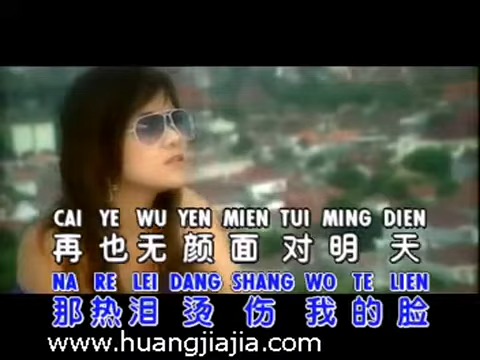 CAI YE WU YEN MIEN TUI MING DIEN
再也无颜面对明天
NA RE LEI DANG SHANG WO TE LIEN
那热泪烫伤我的脸
www.huangjiajia.com